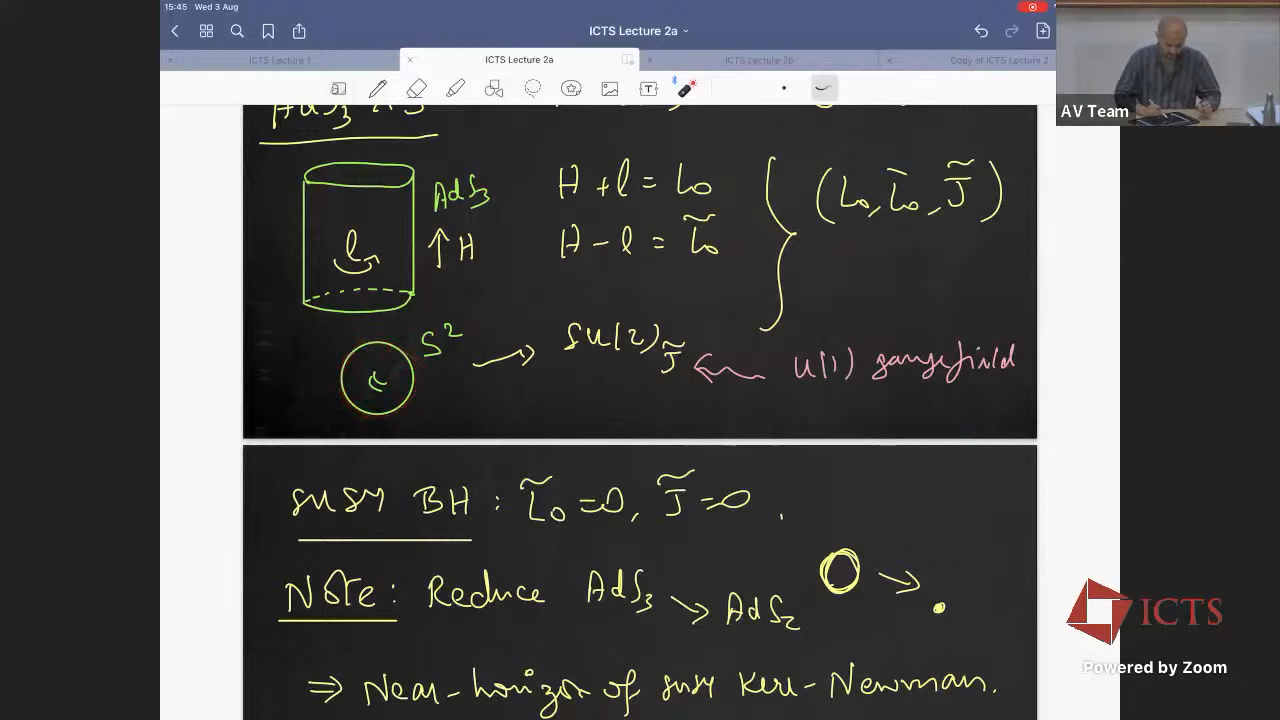 15:45 Wed 3 Aug
ICTS Lecture 2a
ICTS Lecture 1
ICTS Lecture 2a
ICTS Lecture 2b
Copy of ICTS Lecture 2
AV Team
AdS₃
H + l = L₀
(L₀, L̄₀, J̃)
l
↑ H
H - l = L̃₀
S²
→ SU(2)_J̃
← U(1) gauge field
SUSY BH : L̃₀ = 0, J̃ = 0 .
Note : Reduce AdS₃ → AdS₂
⇒ Near-horizon of susy Kerr-Newman.
ICTS
Powered by Zoom